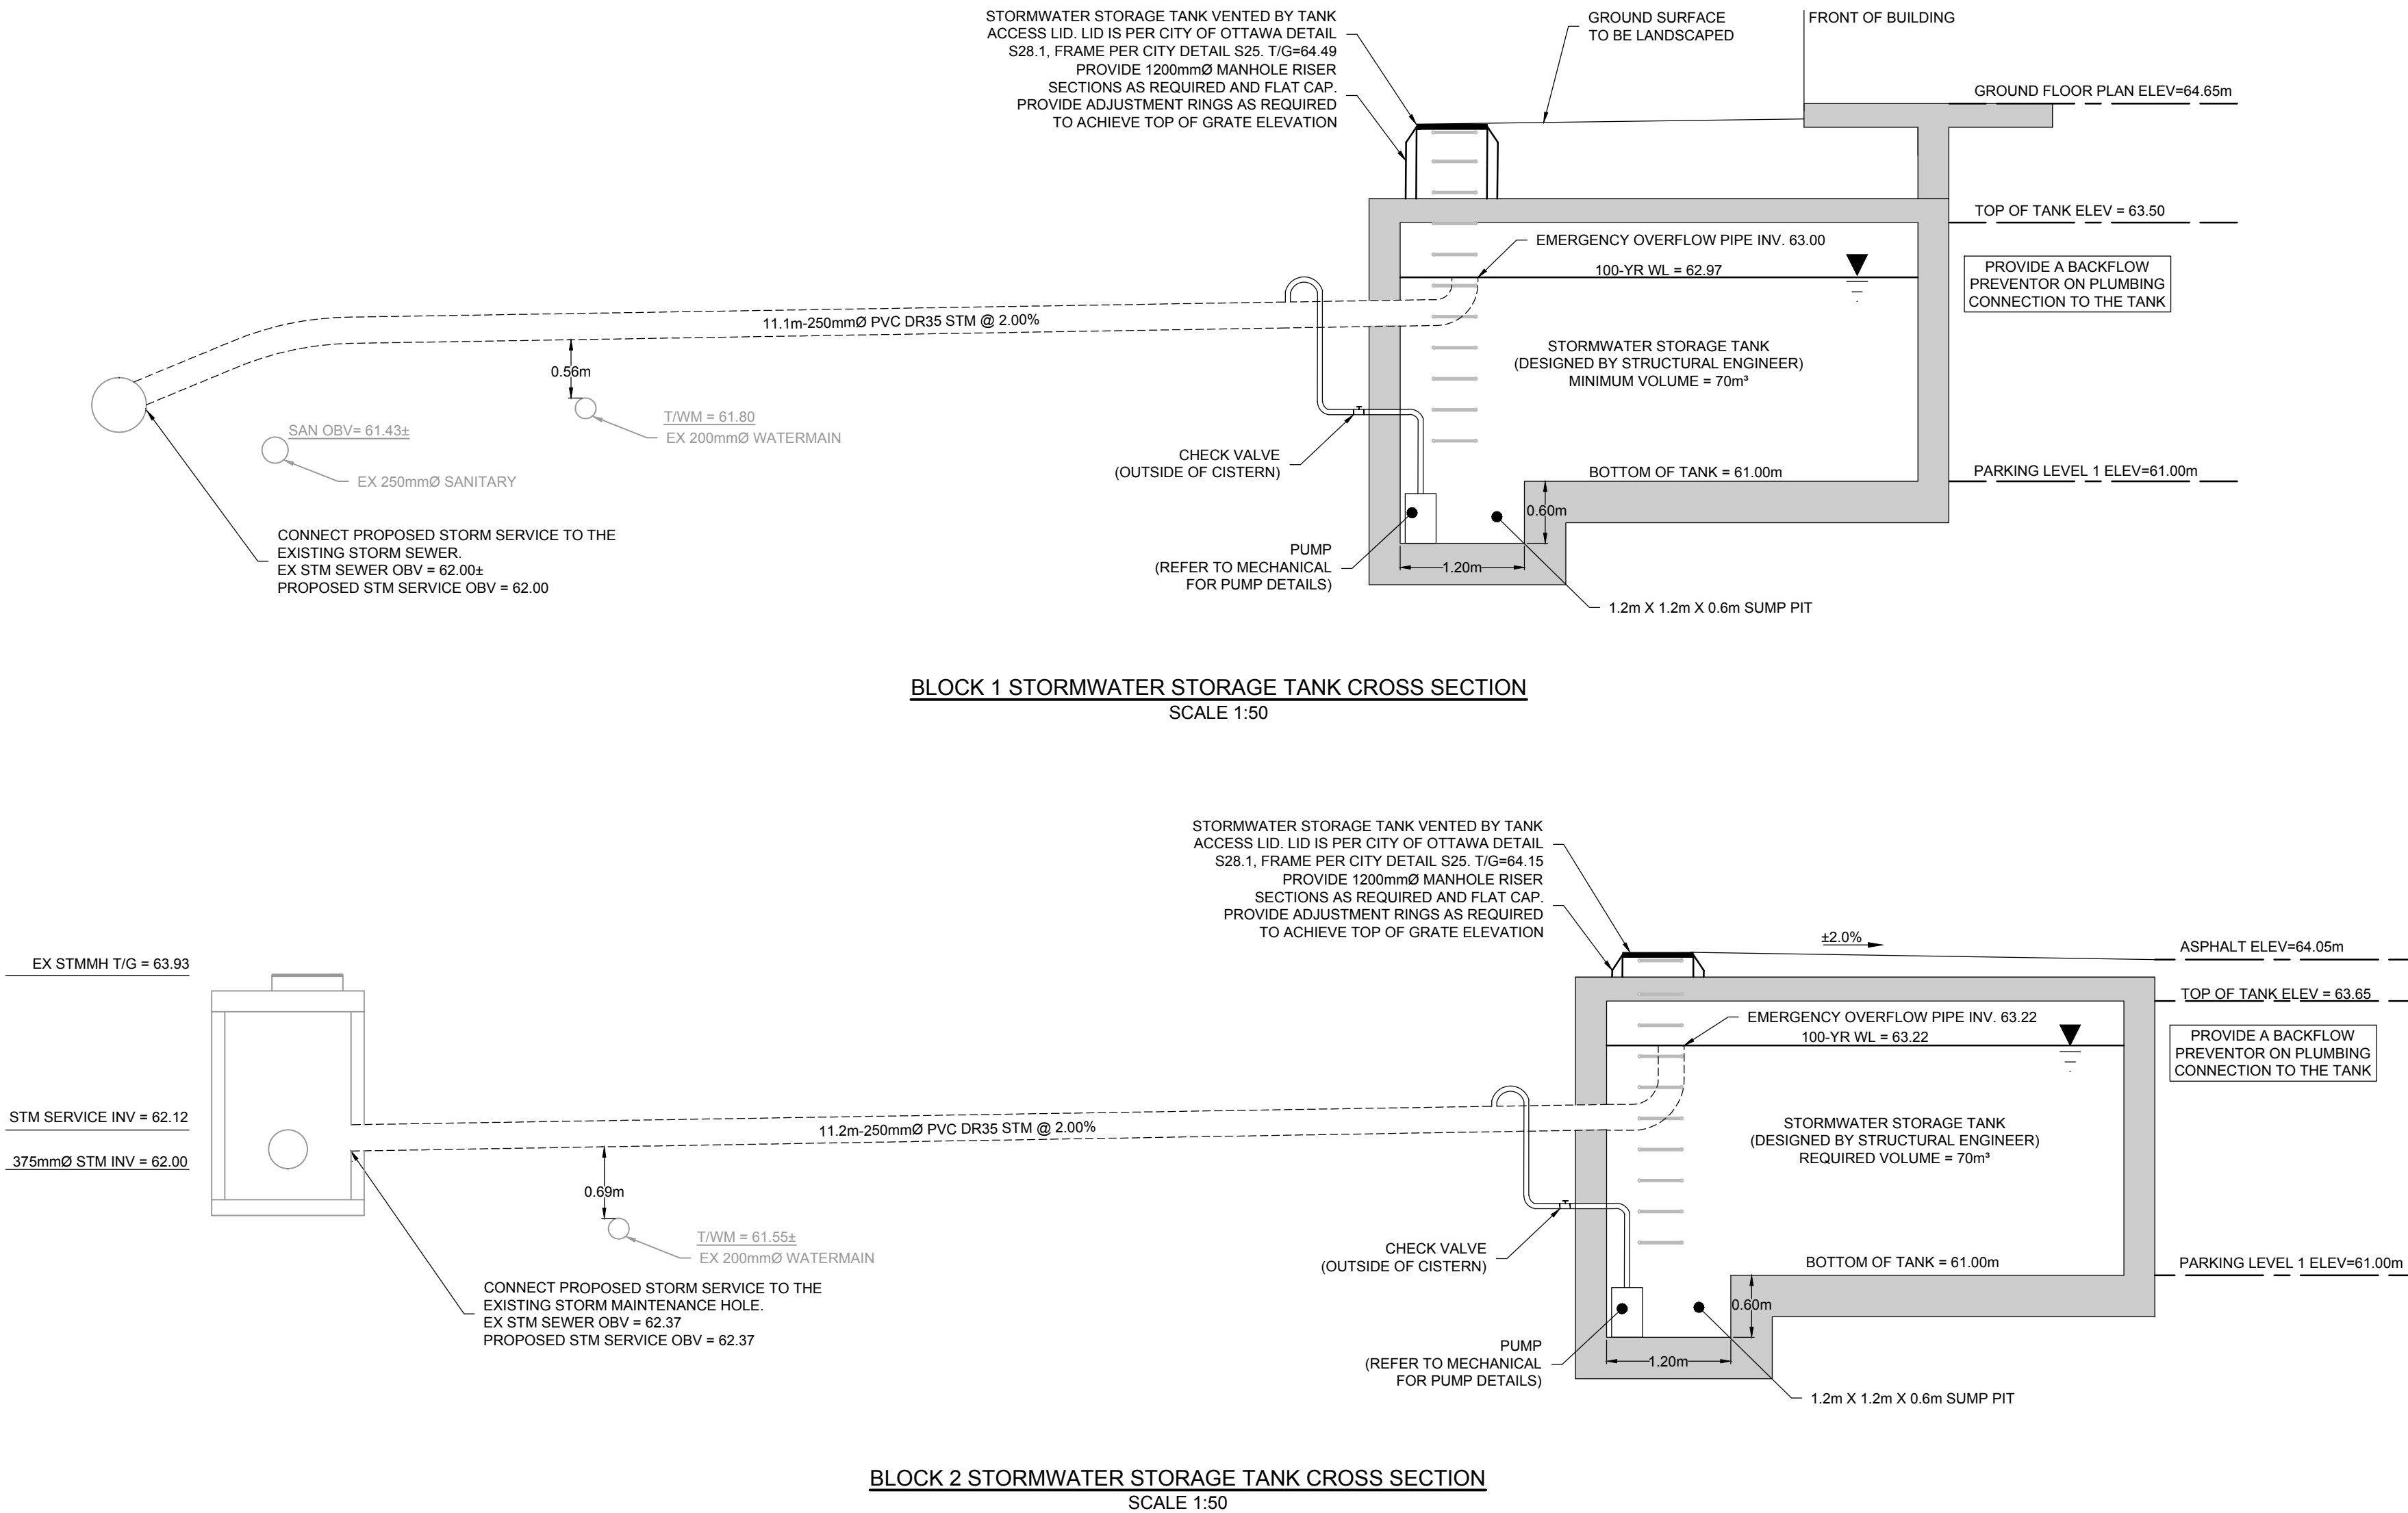 STORMWATER STORAGE TANK VENTED BY TANK
ACCESS LID. LID IS PER CITY OF OTTAWA DETAIL
S28.1, FRAME PER CITY DETAIL S25. T/G=64.49
PROVIDE 1200mmØ MANHOLE RISER
SECTIONS AS REQUIRED AND FLAT CAP.
PROVIDE ADJUSTMENT RINGS AS REQUIRED
TO ACHIEVE TOP OF GRATE ELEVATION
GROUND SURFACE
TO BE LANDSCAPED
FRONT OF BUILDING
GROUND FLOOR PLAN ELEV=64.65m
TOP OF TANK ELEV = 63.50
EMERGENCY OVERFLOW PIPE INV. 63.00
100-YR WL = 62.97
PROVIDE A BACKFLOW
PREVENTOR ON PLUMBING
CONNECTION TO THE TANK
11.1m-250mmØ PVC DR35 STM @ 2.00%
0.56m
STORMWATER STORAGE TANK
(DESIGNED BY STRUCTURAL ENGINEER)
MINIMUM VOLUME = 70m³
T/WM = 61.80
EX 200mmØ WATERMAIN
SAN OBV= 61.43±
EX 250mmØ SANITARY
CHECK VALVE
(OUTSIDE OF CISTERN)
BOTTOM OF TANK = 61.00m
PARKING LEVEL 1 ELEV=61.00m
0.60m
CONNECT PROPOSED STORM SERVICE TO THE
EXISTING STORM SEWER.
EX STM SEWER OBV = 62.00±
PROPOSED STM SERVICE OBV = 62.00
PUMP
(REFER TO MECHANICAL
FOR PUMP DETAILS)
1.20m
1.2m X 1.2m X 0.6m SUMP PIT
BLOCK 1 STORMWATER STORAGE TANK CROSS SECTION
SCALE 1:50
STORMWATER STORAGE TANK VENTED BY TANK
ACCESS LID. LID IS PER CITY OF OTTAWA DETAIL
S28.1, FRAME PER CITY DETAIL S25. T/G=64.15
PROVIDE 1200mmØ MANHOLE RISER
SECTIONS AS REQUIRED AND FLAT CAP.
PROVIDE ADJUSTMENT RINGS AS REQUIRED
TO ACHIEVE TOP OF GRATE ELEVATION
±2.0%
ASPHALT ELEV=64.05m
EX STMMH T/G = 63.93
TOP OF TANK ELEV = 63.65
EMERGENCY OVERFLOW PIPE INV. 63.22
100-YR WL = 63.22
PROVIDE A BACKFLOW
PREVENTOR ON PLUMBING
CONNECTION TO THE TANK
STM SERVICE INV = 62.12
375mmØ STM INV = 62.00
11.2m-250mmØ PVC DR35 STM @ 2.00%
STORMWATER STORAGE TANK
(DESIGNED BY STRUCTURAL ENGINEER)
REQUIRED VOLUME = 70m³
0.69m
T/WM = 61.55±
EX 200mmØ WATERMAIN
CHECK VALVE
(OUTSIDE OF CISTERN)
BOTTOM OF TANK = 61.00m
PARKING LEVEL 1 ELEV=61.00m
0.60m
CONNECT PROPOSED STORM SERVICE TO THE
EXISTING STORM MAINTENANCE HOLE.
EX STM SEWER OBV = 62.37
PROPOSED STM SERVICE OBV = 62.37
PUMP
(REFER TO MECHANICAL
FOR PUMP DETAILS)
1.20m
1.2m X 1.2m X 0.6m SUMP PIT
BLOCK 2 STORMWATER STORAGE TANK CROSS SECTION
SCALE 1:50